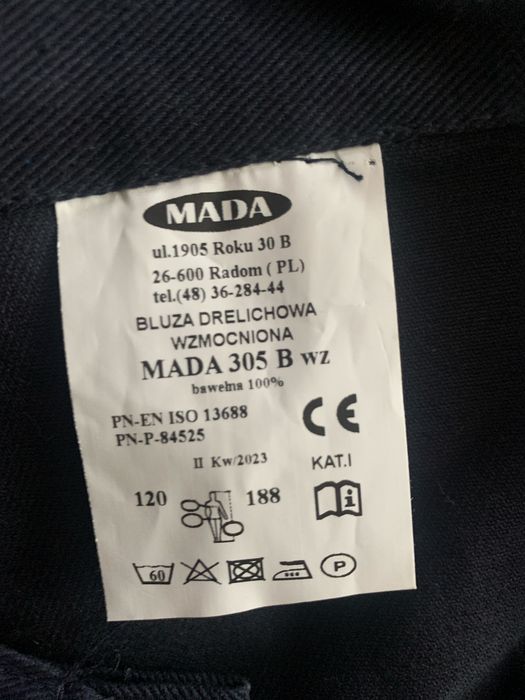 MADA
ul.1905 Roku 30 B
26-600 Radom ( PL)
tel.(48) 36-284-44
BLUZA DRELICHOWA
WZMOCNIONA
MADA 305 B WZ
bawełna 100%
PN-EN ISO 13688
PN-P-84525
CE
II Kw/2023
KAT.I
120
188
i
60
P